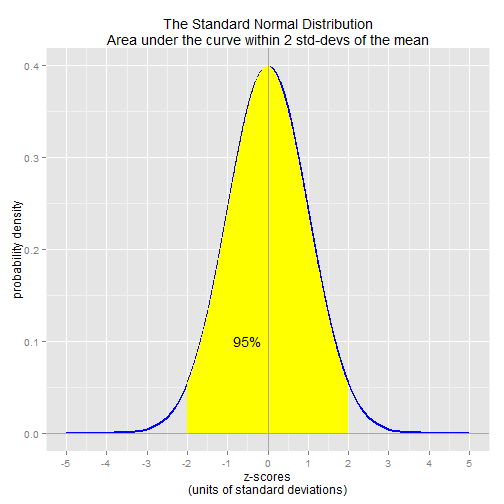 The Standard Normal Distribution
Area under the curve within 2 std-devs of the mean
0.4
0.3
0.2
0.1
0.0
probability density
95%
-5 -4 -3 -2 -1 0 1 2 3 4 5
z-scores
(units of standard deviations)